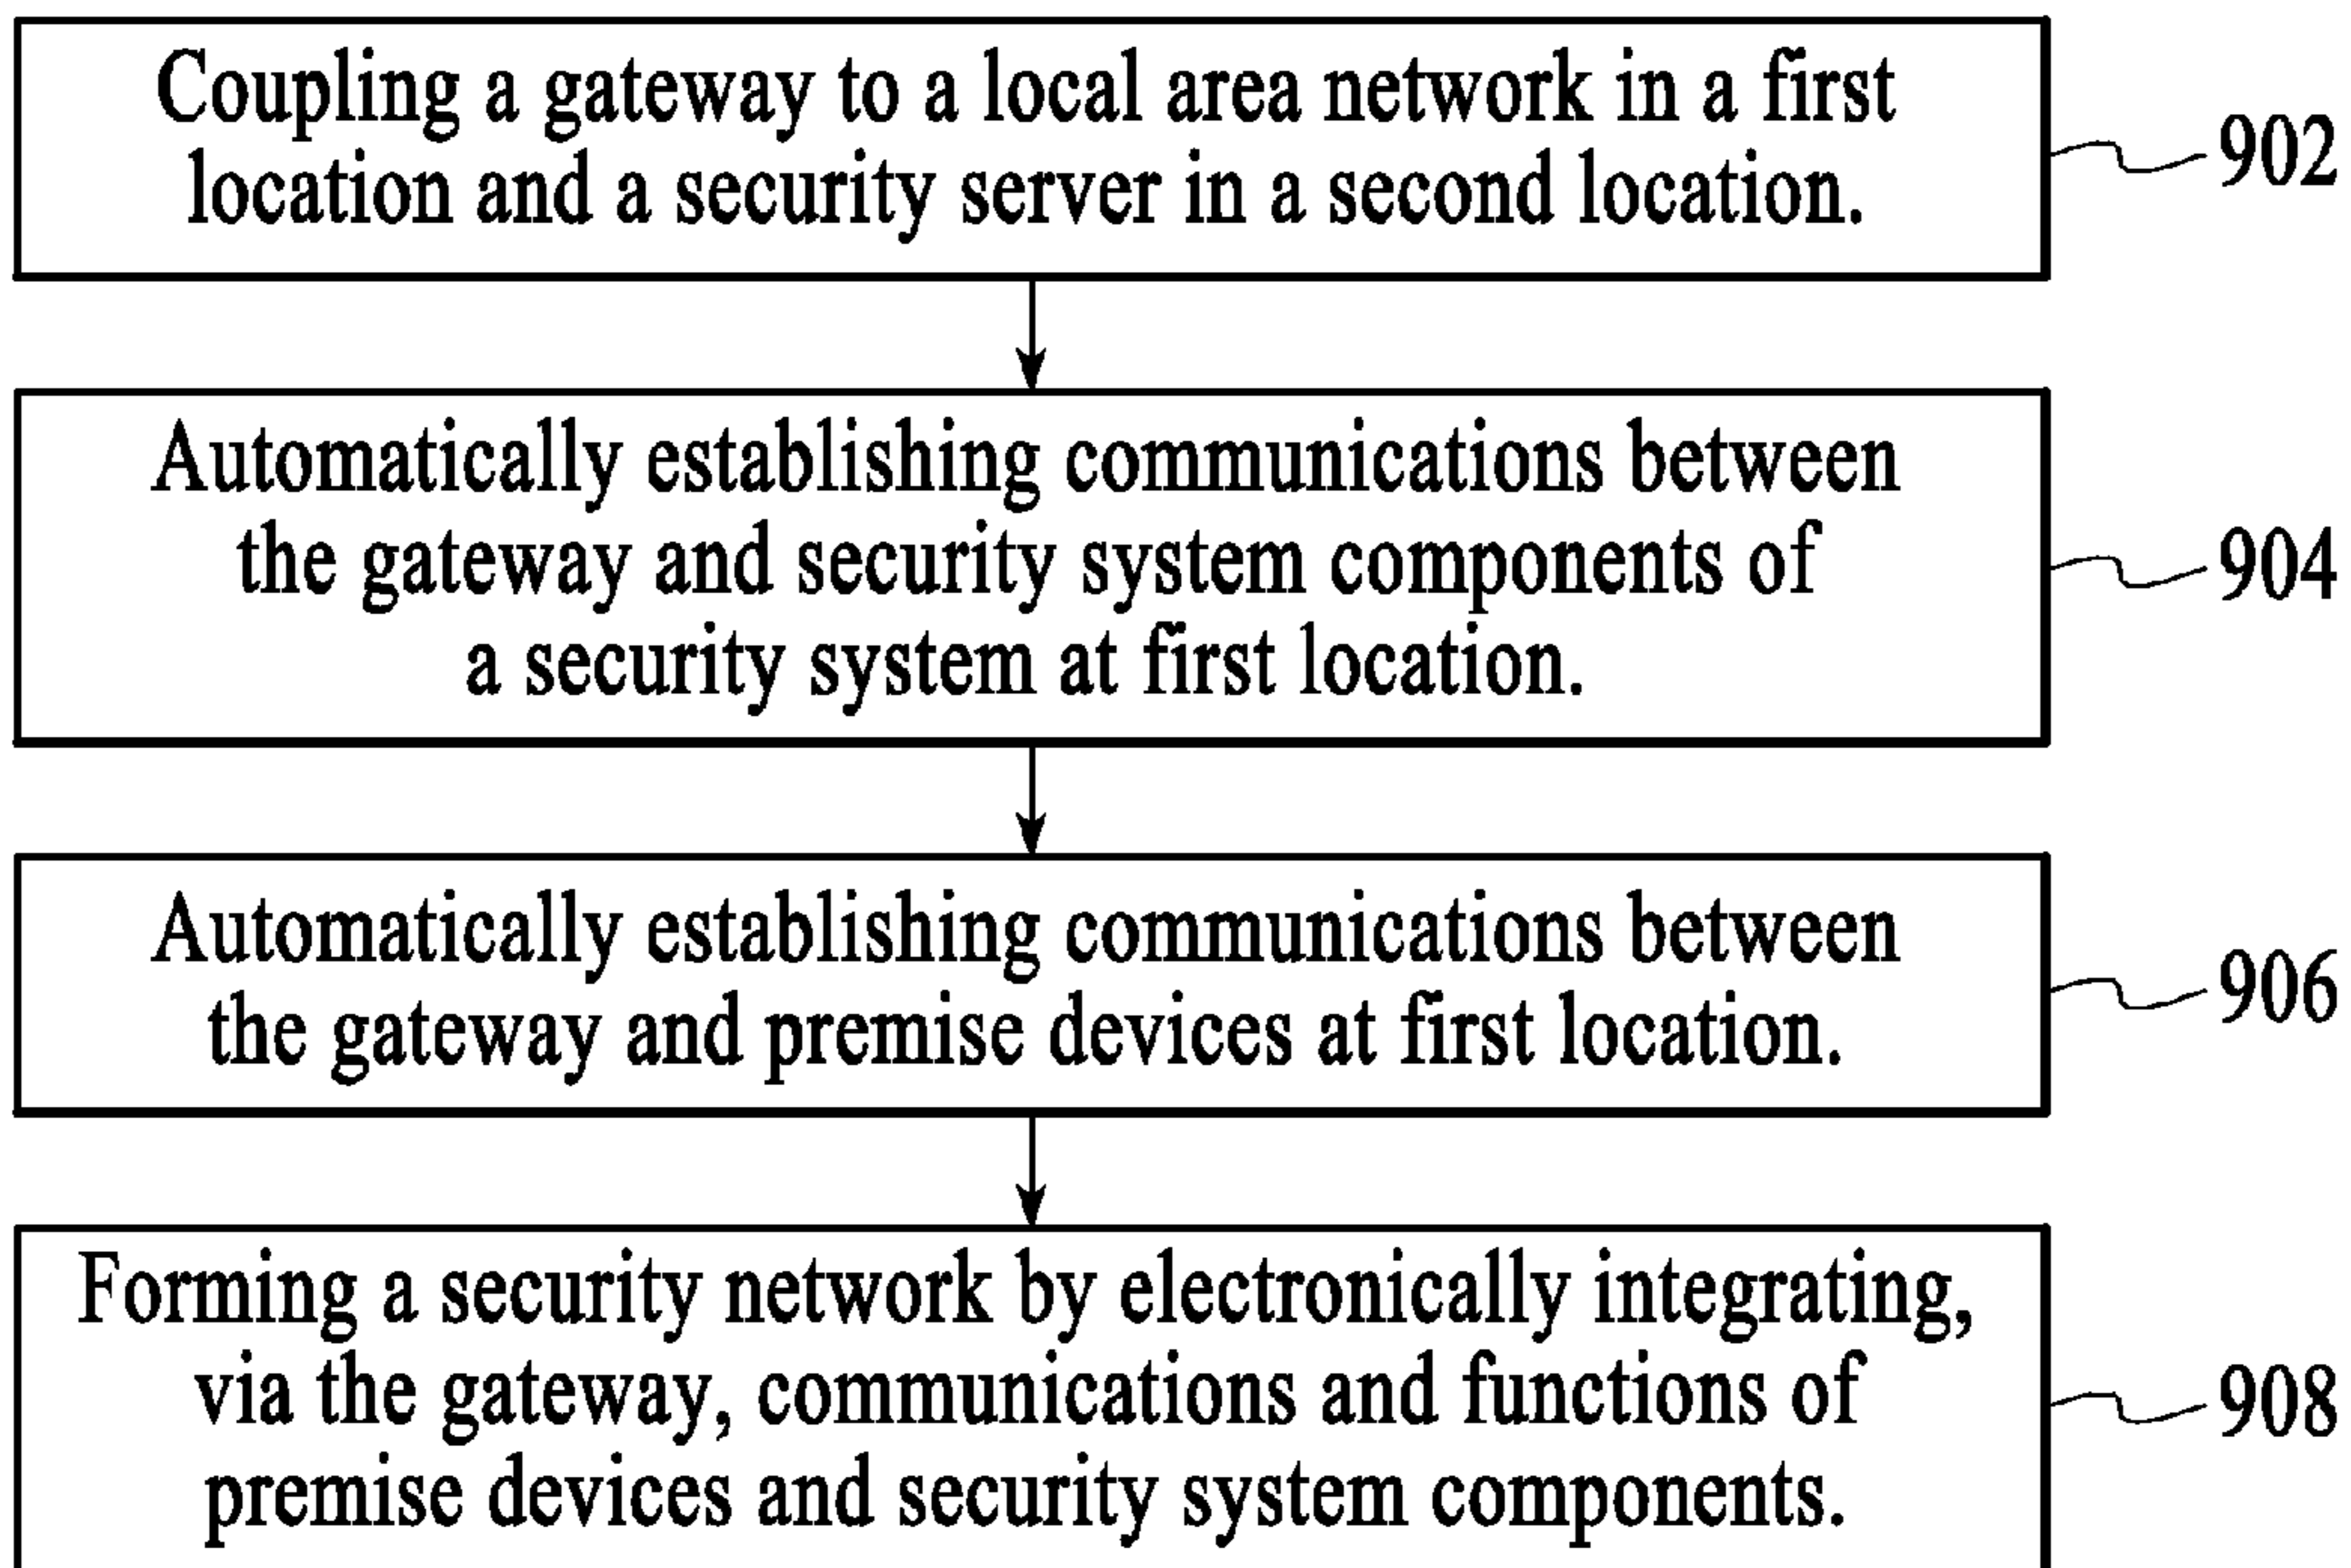 Coupling a gateway to a local area network in a first
location and a security server in a second location.
902
Automatically establishing communications between
the gateway and security system components of
a security system at first location.
904
Automatically establishing communications between
the gateway and premise devices at first location.
906
Forming a security network by electronically integrating,
via the gateway, communications and functions of
premise devices and security system components.
908